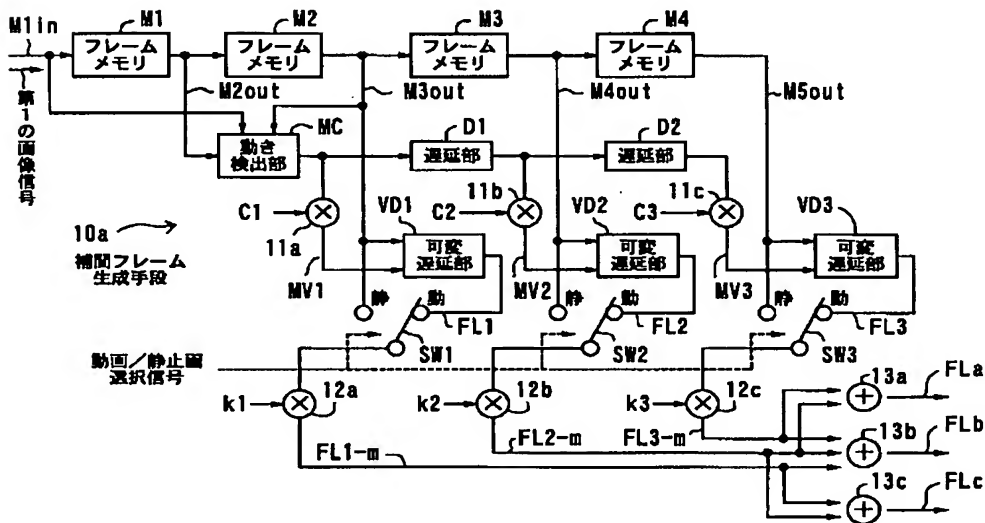 M1in
M1
M2
M3
M4
フレーム
メモリ
フレーム
メモリ
フレーム
メモリ
フレーム
メモリ
第1の画像信号
M2out
M3out
M4out
M5out
MC
動き
検出部
D1
遅延部
D2
遅延部
C1
11a
C2
11b
C3
11c
10a
補間フレーム
生成手段
VD1
可変
遅延部
VD2
可変
遅延部
VD3
可変
遅延部
MV1
MV2
MV3
静
動
静
動
静
動
FL1
FL2
FL3
SW1
SW2
SW3
動画/静止画
選択信号
k1
12a
k2
12b
k3
12c
FL1-m
FL2-m
FL3-m
13a
FLa
13b
FLb
13c
FLc